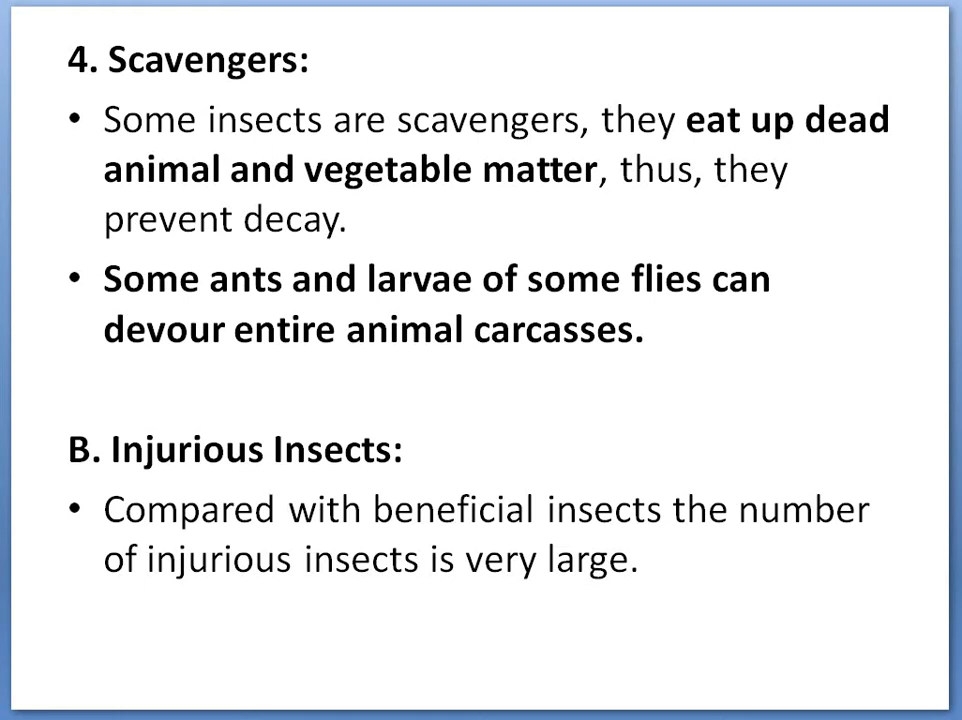 4. Scavengers:
• Some insects are scavengers, they eat up dead
animal and vegetable matter, thus, they
prevent decay.
• Some ants and larvae of some flies can
devour entire animal carcasses.
B. Injurious Insects:
• Compared with beneficial insects the number
of injurious insects is very large.